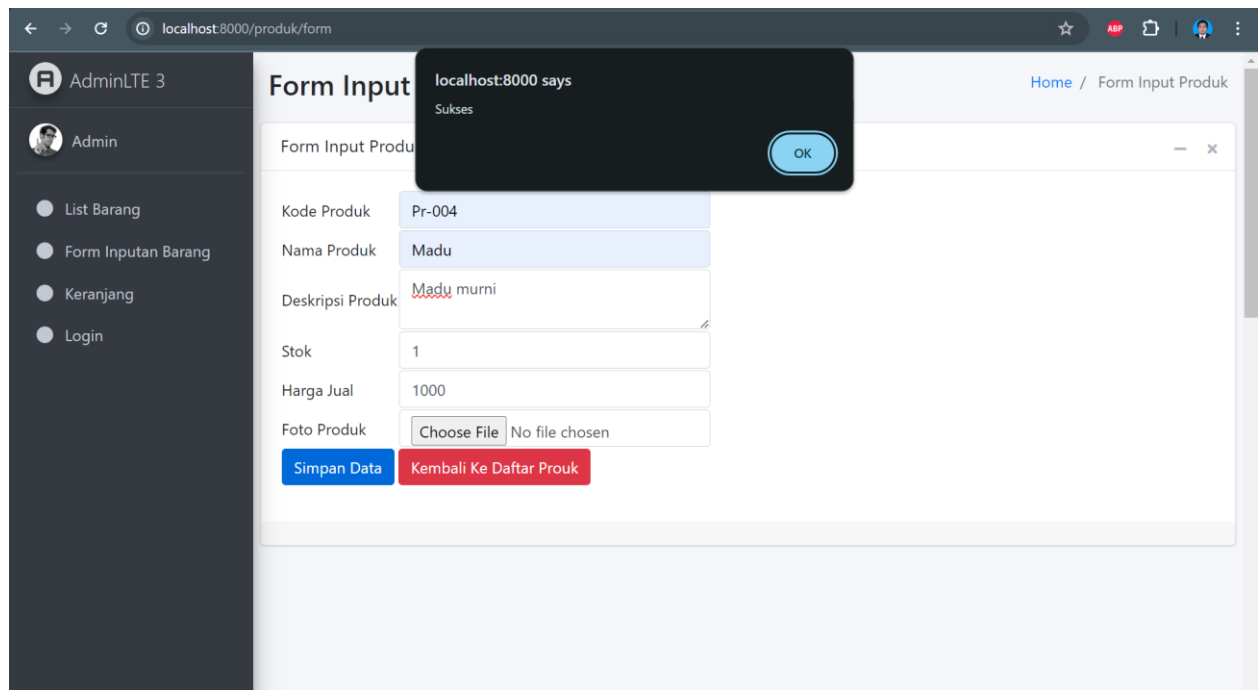 localhost:8000/produk/form
ABP
AdminLTE 3
Admin
List Barang
Form Inputan Barang
Keranjang
Login
Form Input
Home / Form Input Produk
localhost:8000 says
Sukses
OK
Form Input Produ
Kode Produk Pr-004
Nama Produk Madu
Deskripsi Produk Madu murni
Stok 1
Harga Jual 1000
Foto Produk Choose File No file chosen
Simpan Data Kembali Ke Daftar Prouk